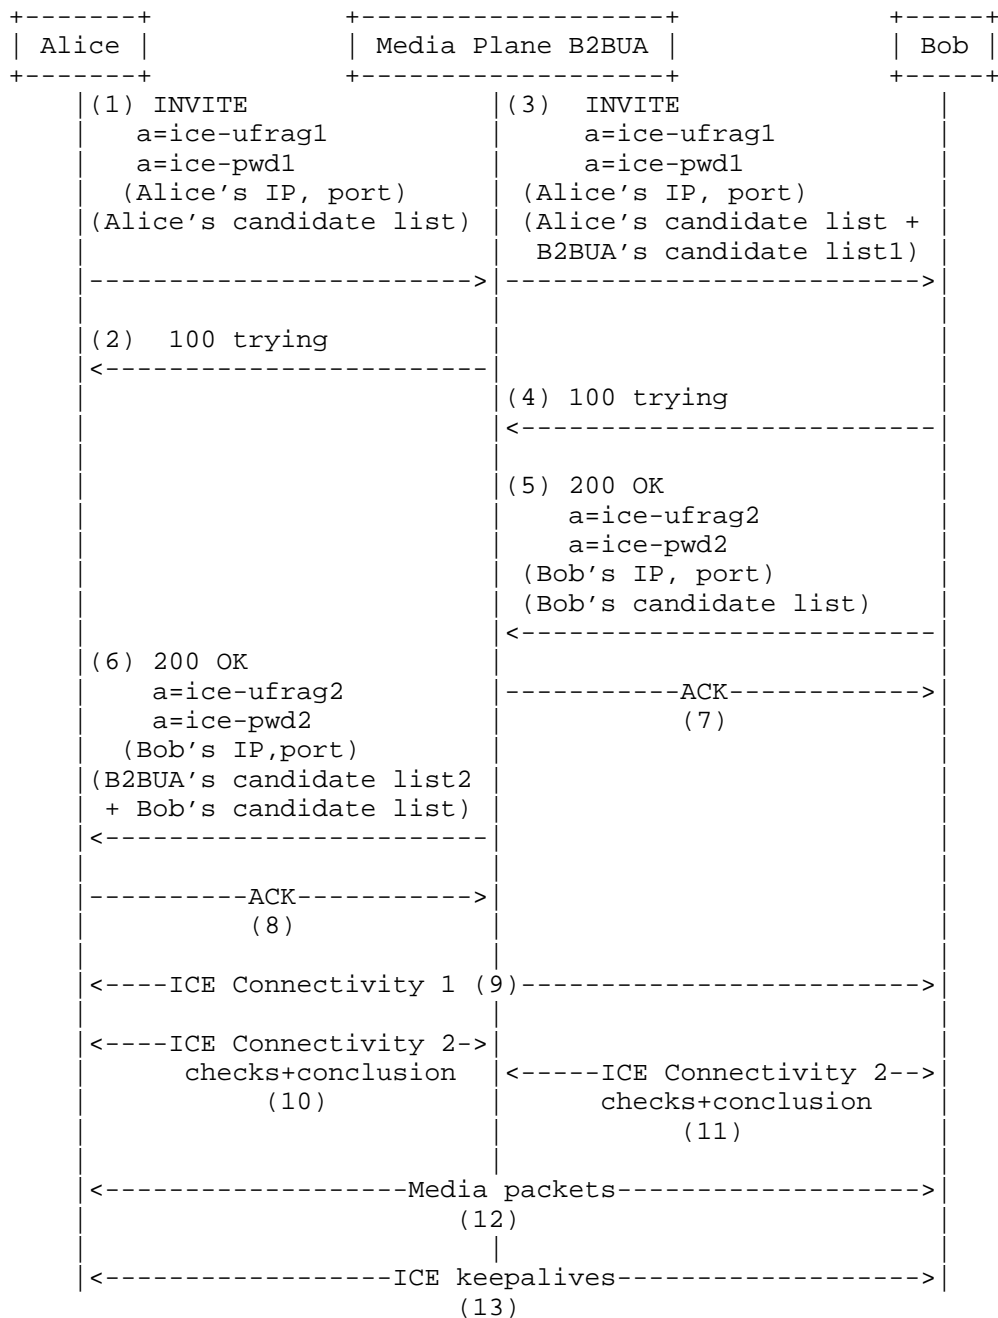 +-------+             +-------------------+             +-----+
| Alice |             | Media Plane B2BUA |             | Bob |
+-------+             +-------------------+             +-----+
    |(1) INVITE               |(3)  INVITE                |
    |   a=ice-ufrag1          |   a=ice-ufrag1            |
    |   a=ice-pwd1            |   a=ice-pwd1              |
    |  (Alice's IP, port)     | (Alice's IP, port)        |
    |(Alice's candidate list) | (Alice's candidate list + |
    |                         |  B2BUA's candidate list1) |
    |------------------------>|-------------------------->|
    |                         |                           |
    |(2)  100 trying          |                           |
    |<------------------------|                           |
    |                         |(4) 100 trying             |
    |                         |<--------------------------|
    |                         |                           |
    |                         |(5) 200 OK                 |
    |                         |    a=ice-ufrag2           |
    |                         |    a=ice-pwd2             |
    |                         | (Bob's IP, port)          |
    |                         | (Bob's candidate list)    |
    |                         |<--------------------------|
    |(6) 200 OK               |                           |
    |    a=ice-ufrag2         |-----------ACK------------>|
    |    a=ice-pwd2           |           (7)             |
    |  (Bob's IP,port)        |                           |
    |(B2BUA's candidate list2 |                           |
    | + Bob's candidate list) |                           |
    |<------------------------|                           |
    |                         |                           |
    |----------ACK----------->|                           |
    |          (8)            |                           |
    |                         |                           |
    |<----ICE Connectivity 1 (9)------------------------->|
    |                         |                           |
    |<----ICE Connectivity 2->|                           |
    |      checks+conclusion  |<-----ICE Connectivity 2-->|
    |           (10)          |      checks+conclusion    |
    |                         |           (11)            |
    |                         |                           |
    |<-------------------Media packets------------------->|
    |                       (12)                          |
    |                         |                           |
    |<------------------ICE keepalives------------------->|
                            (13)